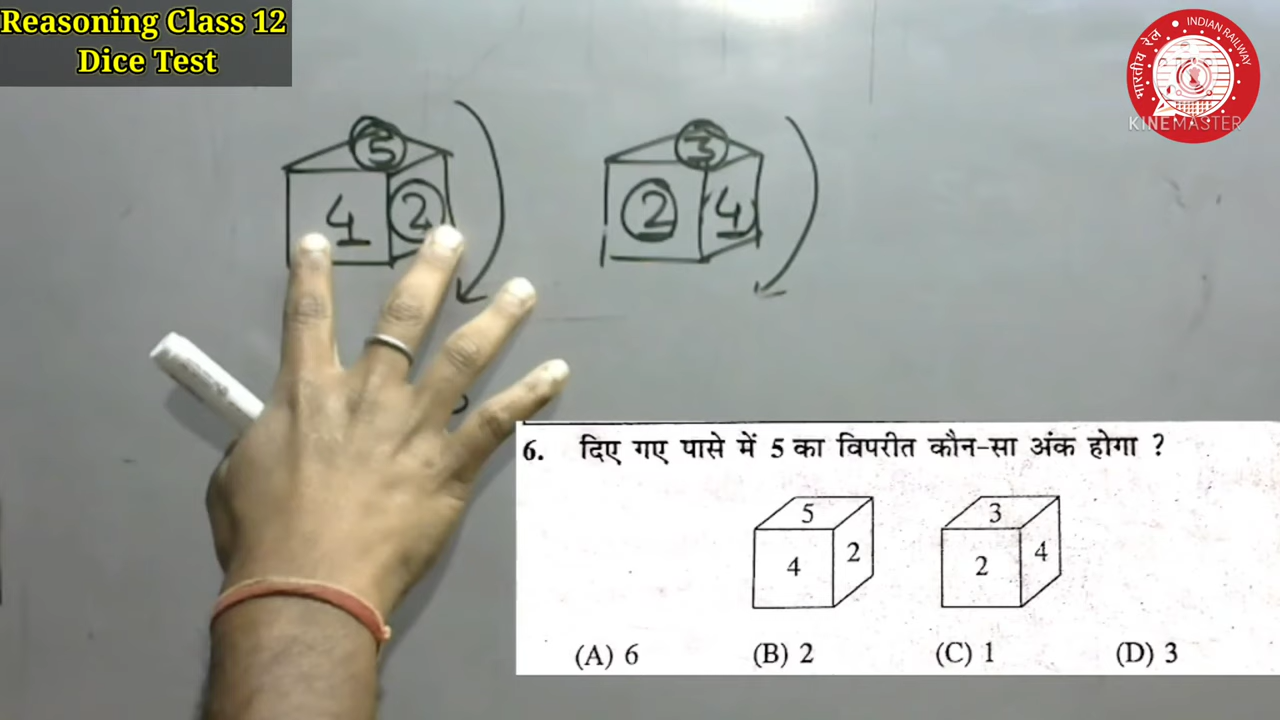 Reasoning Class 12
Dice Test
भारतीय रेल
INDIAN RAILWAY
KINEMASTER
5
4 2
3
2 4
6. दिए गए पासे में 5 का विपरीत कौन-सा अंक होगा ?
5
4 2
3
2 4
(A) 6 (B) 2 (C) 1 (D) 3